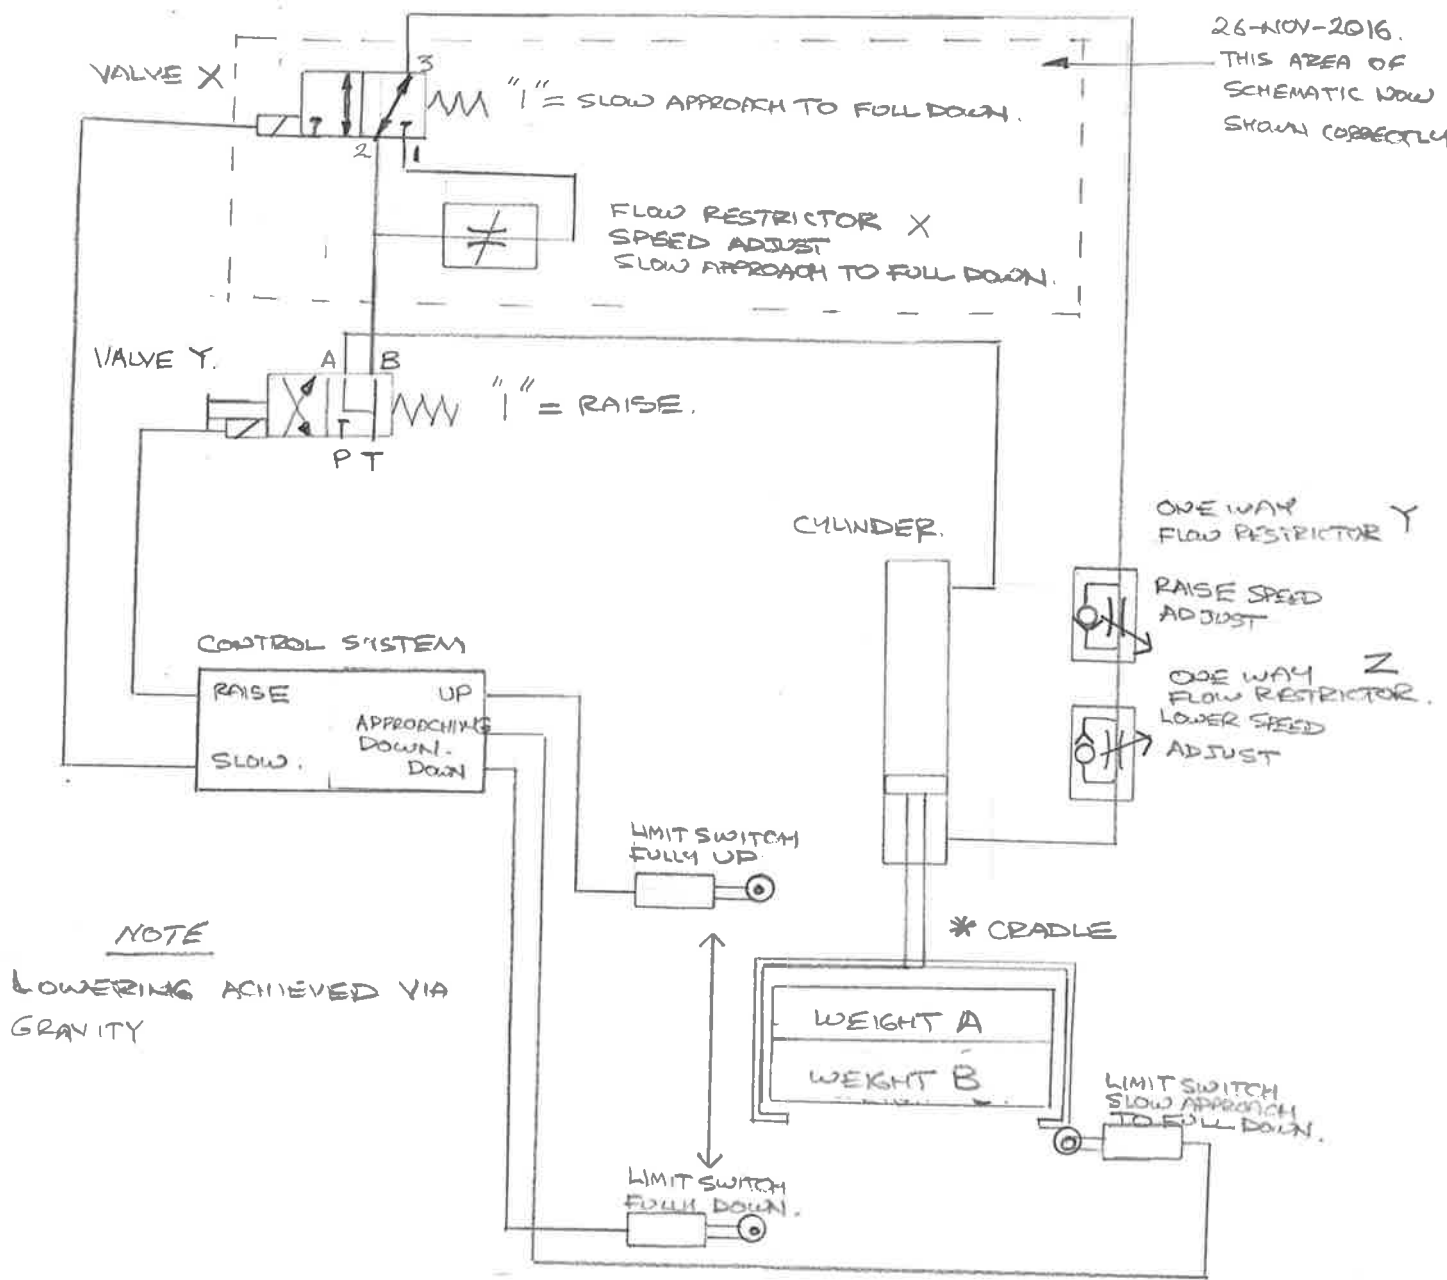 26-NOV-2016.
THIS AREA OF
SCHEMATIC NOW
SHOWN CORRECTLY
VALVE X
3
"1" = SLOW APPROACH TO FULL DOWN.
2
1
FLOW RESTRICTOR X
SPEED ADJUST
SLOW APPROACH TO FULL DOWN.
VALVE Y.
A
B
"1" = RAISE.
P T
CYLINDER.
ONE WAY
FLOW RESTRICTOR Y
RAISE SPEED
ADJUST
ONE WAY Z
FLOW RESTRICTOR.
LOWER SPEED
ADJUST
CONTROL SYSTEM
RAISE
UP
APPROACHING
DOWN.
SLOW.
DOWN
LIMIT SWITCH
FULLY UP
* CRADLE
NOTE
LOWERING ACHIEVED VIA
GRAVITY
WEIGHT A
WEIGHT B
LIMIT SWITCH
SLOW APPROACH
TO FULL DOWN.
LIMIT SWITCH
FULLY DOWN.